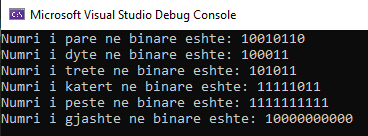 Microsoft Visual Studio Debug Console
Numri i pare ne binare eshte: 10010110
Numri i dyte ne binare eshte: 100011
Numri i trete ne binare eshte: 101011
Numri i katert ne binare eshte: 11111011
Numri i peste ne binare eshte: 1111111111
Numri i gjashte ne binare eshte: 10000000000